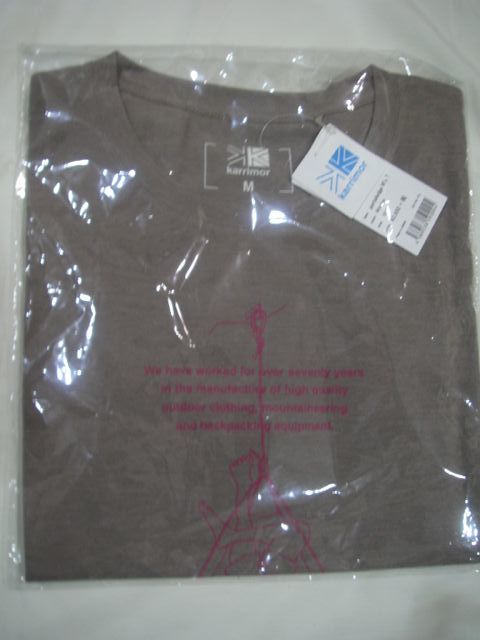 karrimor
M
karrimor
We have worked for over seventy years
in the manufacture of high quality
outdoor clothing, mountaineering
and backpacking equipment.